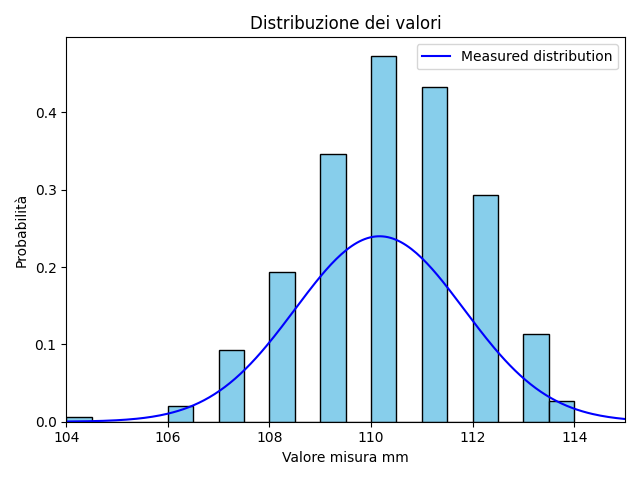 Distribuzione dei valori
Measured distribution
Probabilità
0.4
0.3
0.2
0.1
0.0
104 106 108 110 112 114
Valore misura mm